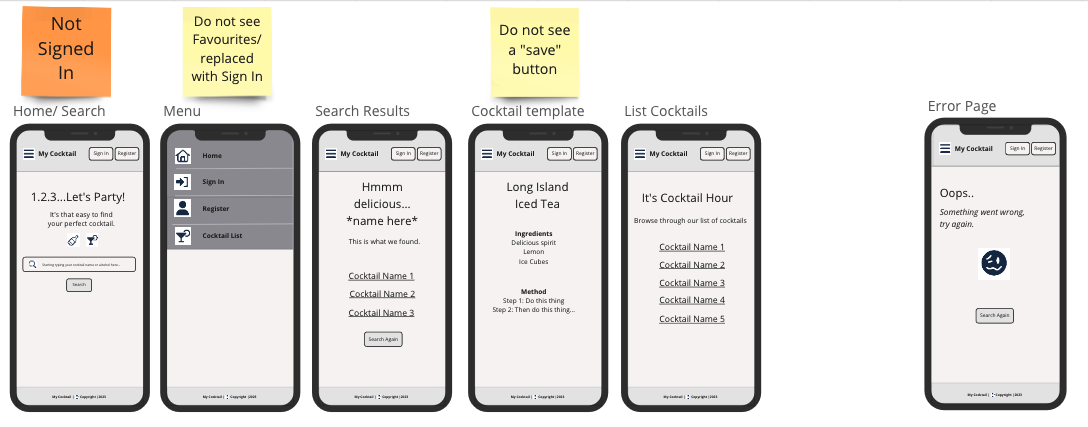 Not
Signed
In
Do not see
Favourites/
replaced
with Sign In
Do not see
a "save"
button
Home/ Search
My Cocktail
Sign In
Register
1.2.3...Let's Party!
It's that easy to find
your perfect cocktail.
Search
My Cocktail | Copyright |2023
Menu
Home
Sign In
Register
Cocktail List
My Cocktail | Copyright |2023
Search Results
My Cocktail
Sign In
Register
Hmmm
delicious...
*name here*
This is what we found.
Cocktail Name 1
Cocktail Name 2
Cocktail Name 3
Search Again
My Cocktail | Copyright |2023
Cocktail template
My Cocktail
Sign In
Register
Long Island
Iced Tea
Ingredients
Delicious spirit
Lemon
Ice Cubes
Method
Step 1: Do this thing
Step 2: Then do this thing...
My Cocktail | Copyright |2023
List Cocktails
My Cocktail
Sign In
Register
It's Cocktail Hour
Browse through our list of cocktails
Cocktail Name 1
Cocktail Name 2
Cocktail Name 3
Cocktail Name 4
Cocktail Name 5
My Cocktail | Copyright |2023
Error Page
My Cocktail
Sign In
Register
Oops..
Something went wrong,
try again.
Search Again
My Cocktail | Copyright |2023